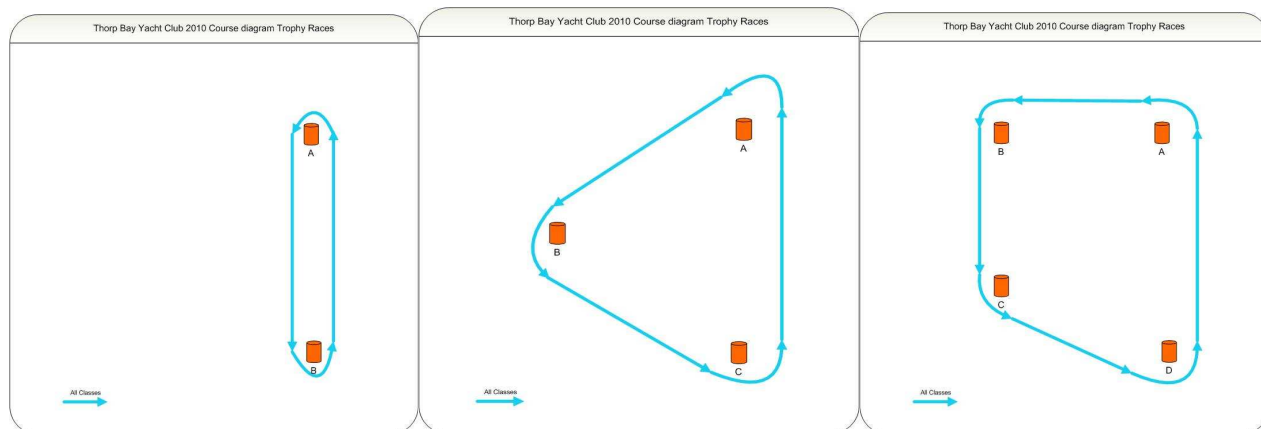 Thorp Bay Yacht Club 2010 Course diagram Trophy Races
A
B
All Classes
Thorp Bay Yacht Club 2010 Course diagram Trophy Races
A
B
C
All Classes
Thorp Bay Yacht Club 2010 Course diagram Trophy Races
B
A
C
D
All Classes